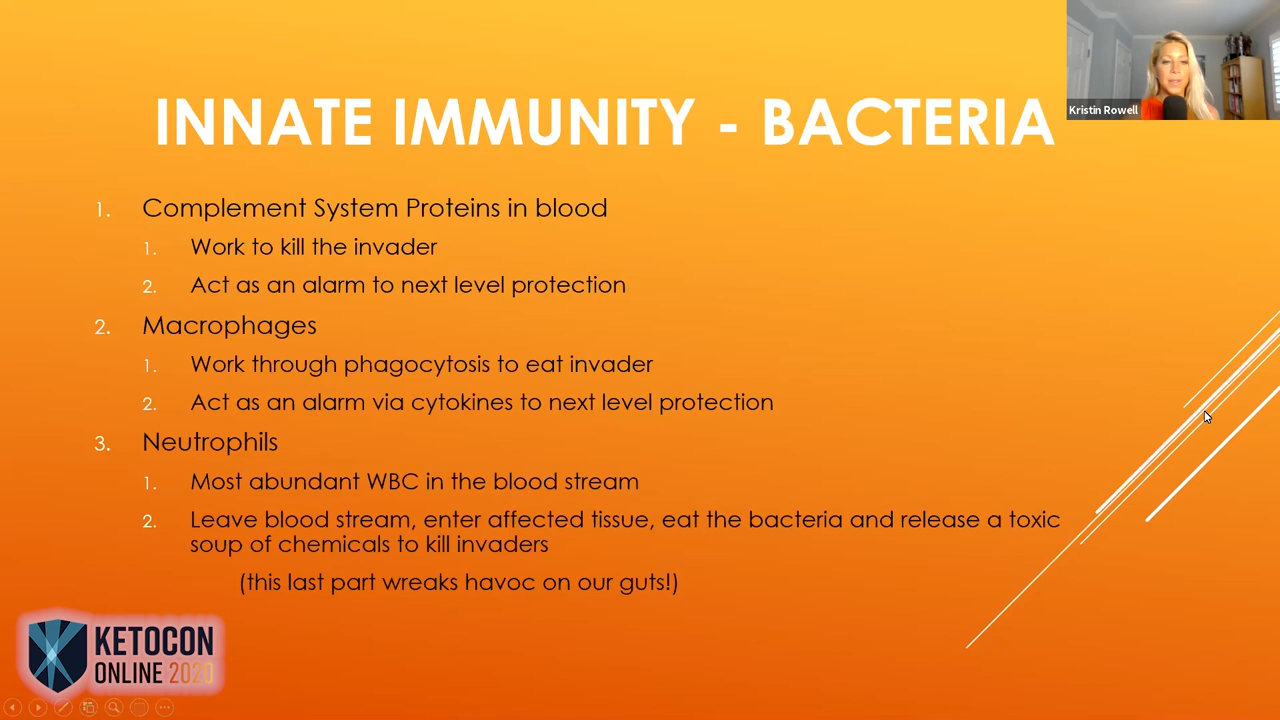 Kristin Rowell
INNATE IMMUNITY - BACTERIA
1. Complement System Proteins in blood
1. Work to kill the invader
2. Act as an alarm to next level protection
2. Macrophages
1. Work through phagocytosis to eat invader
2. Act as an alarm via cytokines to next level protection
3. Neutrophils
1. Most abundant WBC in the blood stream
2. Leave blood stream, enter affected tissue, eat the bacteria and release a toxic
soup of chemicals to kill invaders
(this last part wreaks havoc on our guts!)
KETOCON
ONLINE 2020